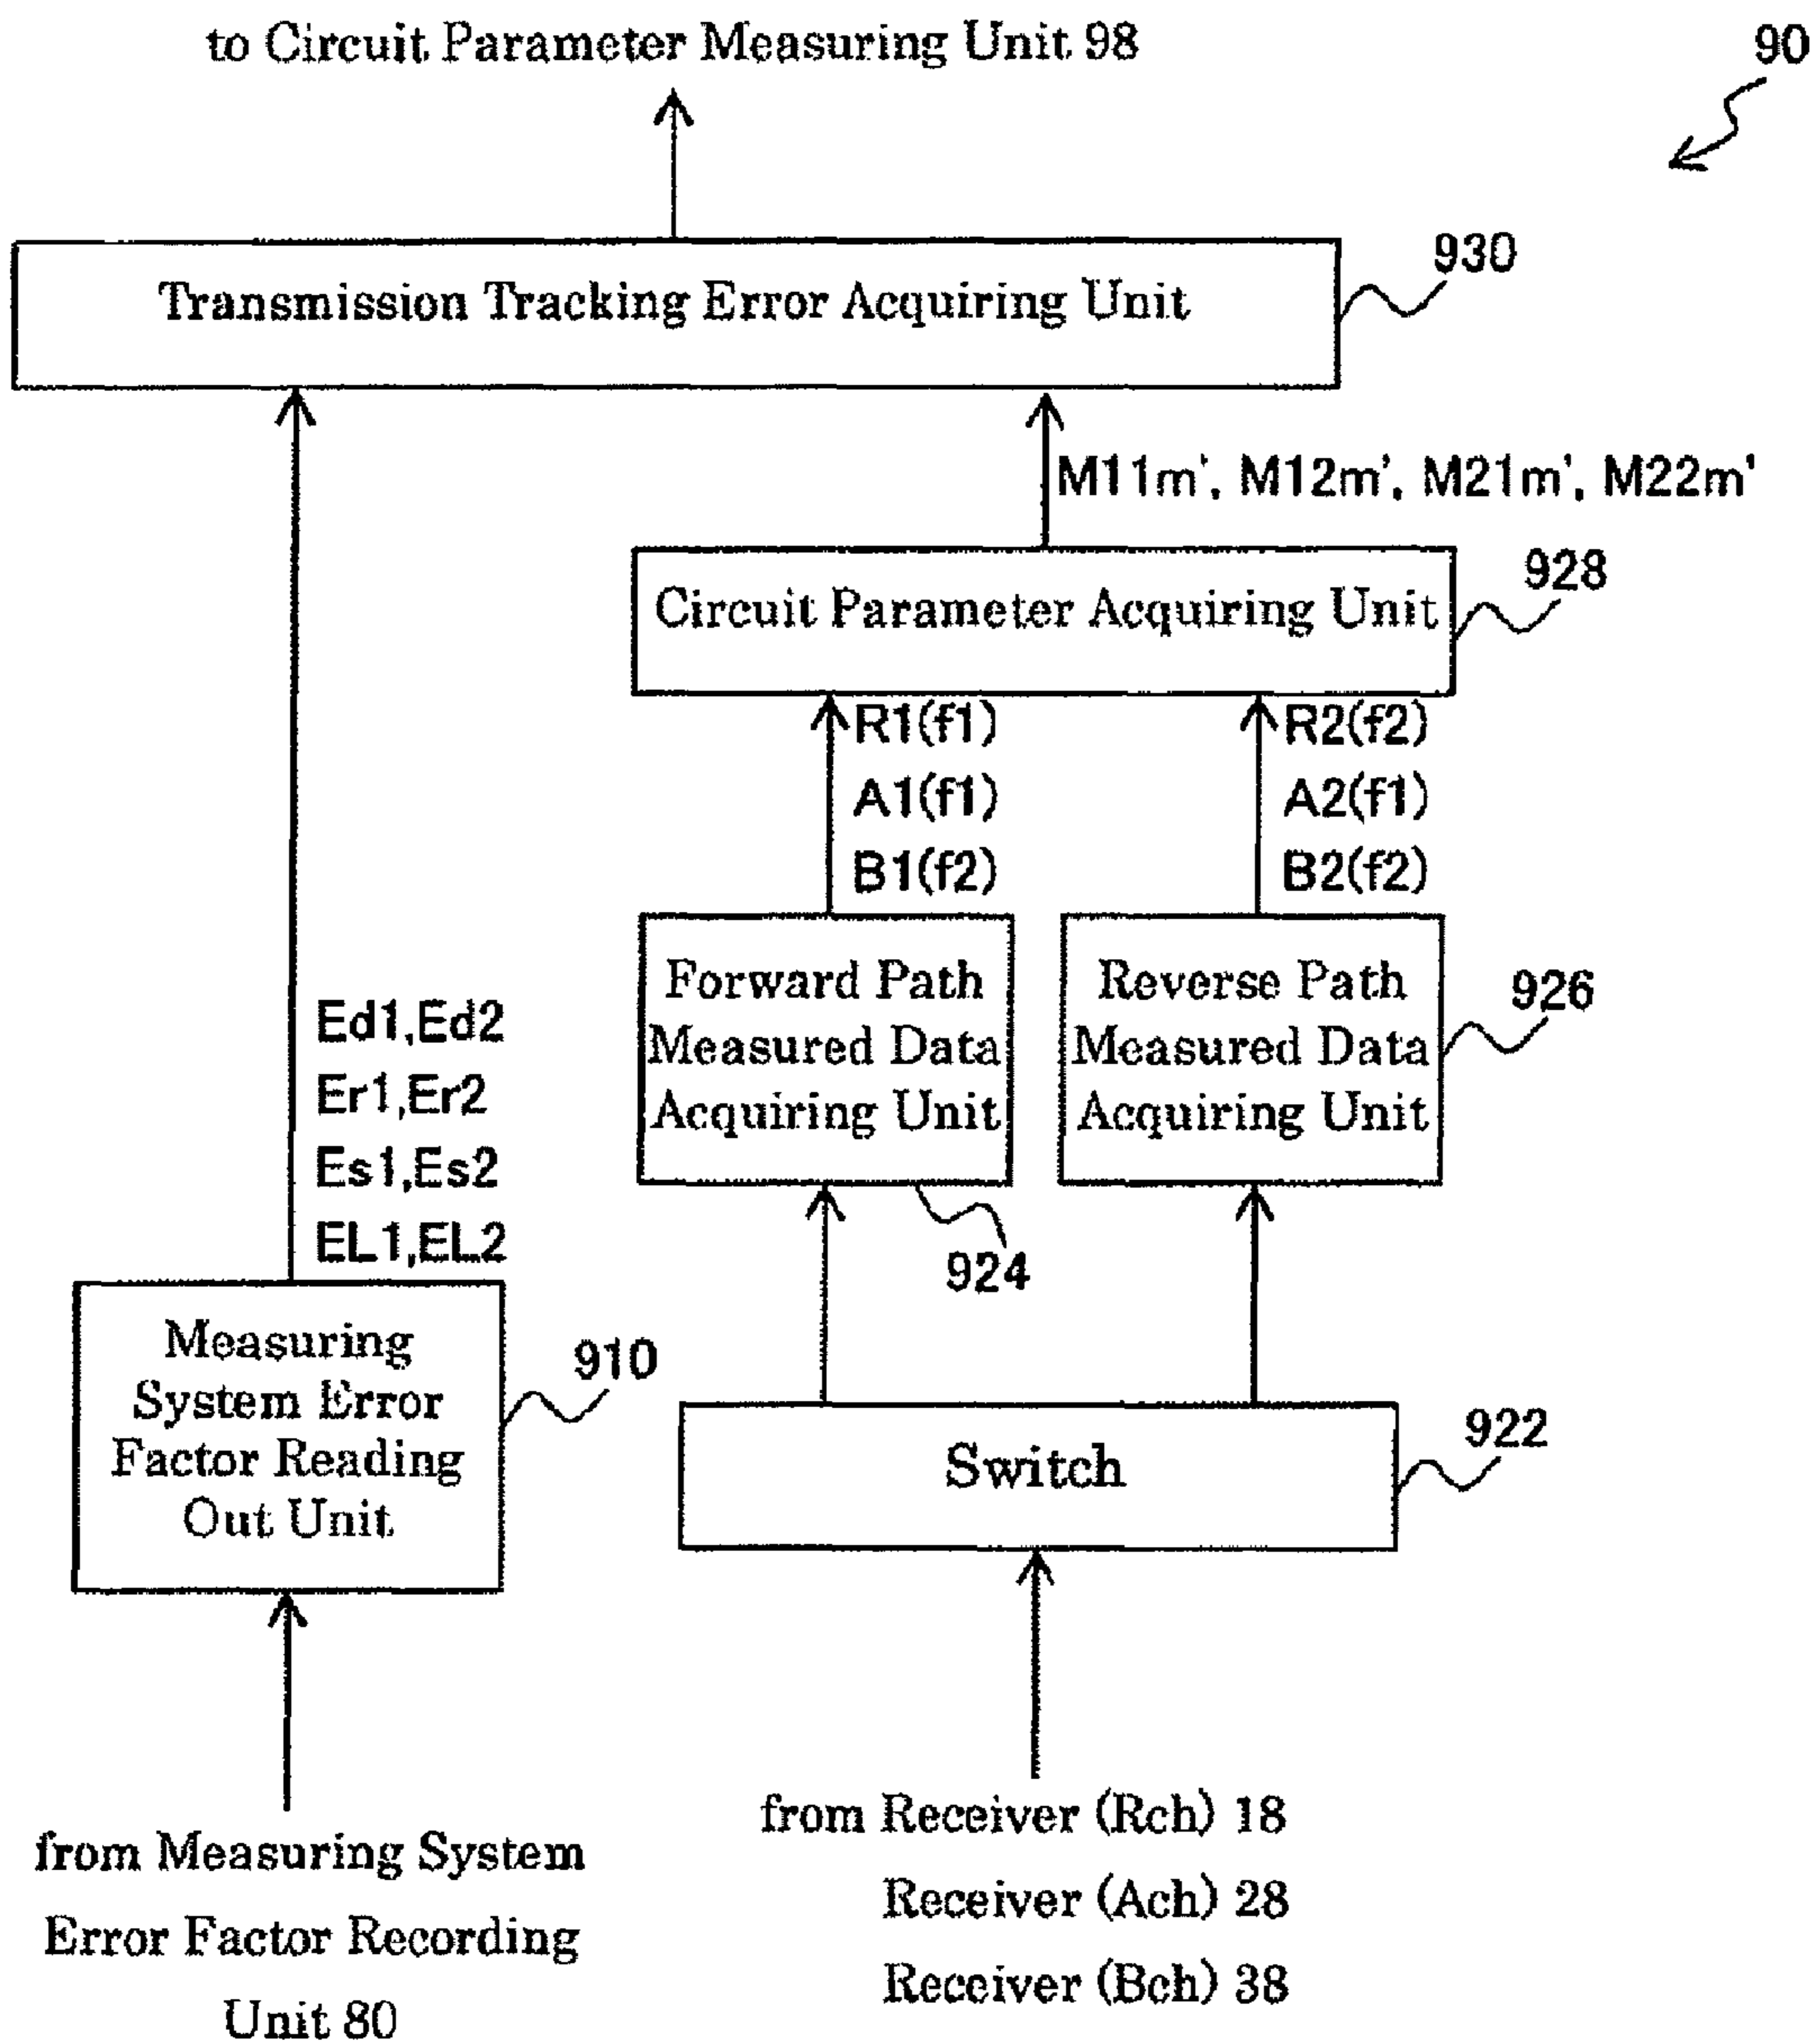 to Circuit Parameter Measuring Unit 98
90
Transmission Tracking Error Acquiring Unit
930
M11m', M12m', M21m', M22m'
Circuit Parameter Acquiring Unit
928
R1(f1)
A1(f1)
B1(f2)
R2(f2)
A2(f1)
B2(f2)
Forward Path
Measured Data
Acquiring Unit
924
Reverse Path
Measured Data
Acquiring Unit
926
Ed1,Ed2
Er1,Er2
Es1,Es2
EL1,EL2
Measuring
System Error
Factor Reading
Out Unit
910
Switch
922
from Measuring System
Error Factor Recording
Unit 80
from Receiver (Rch) 18
Receiver (Ach) 28
Receiver (Bch) 38